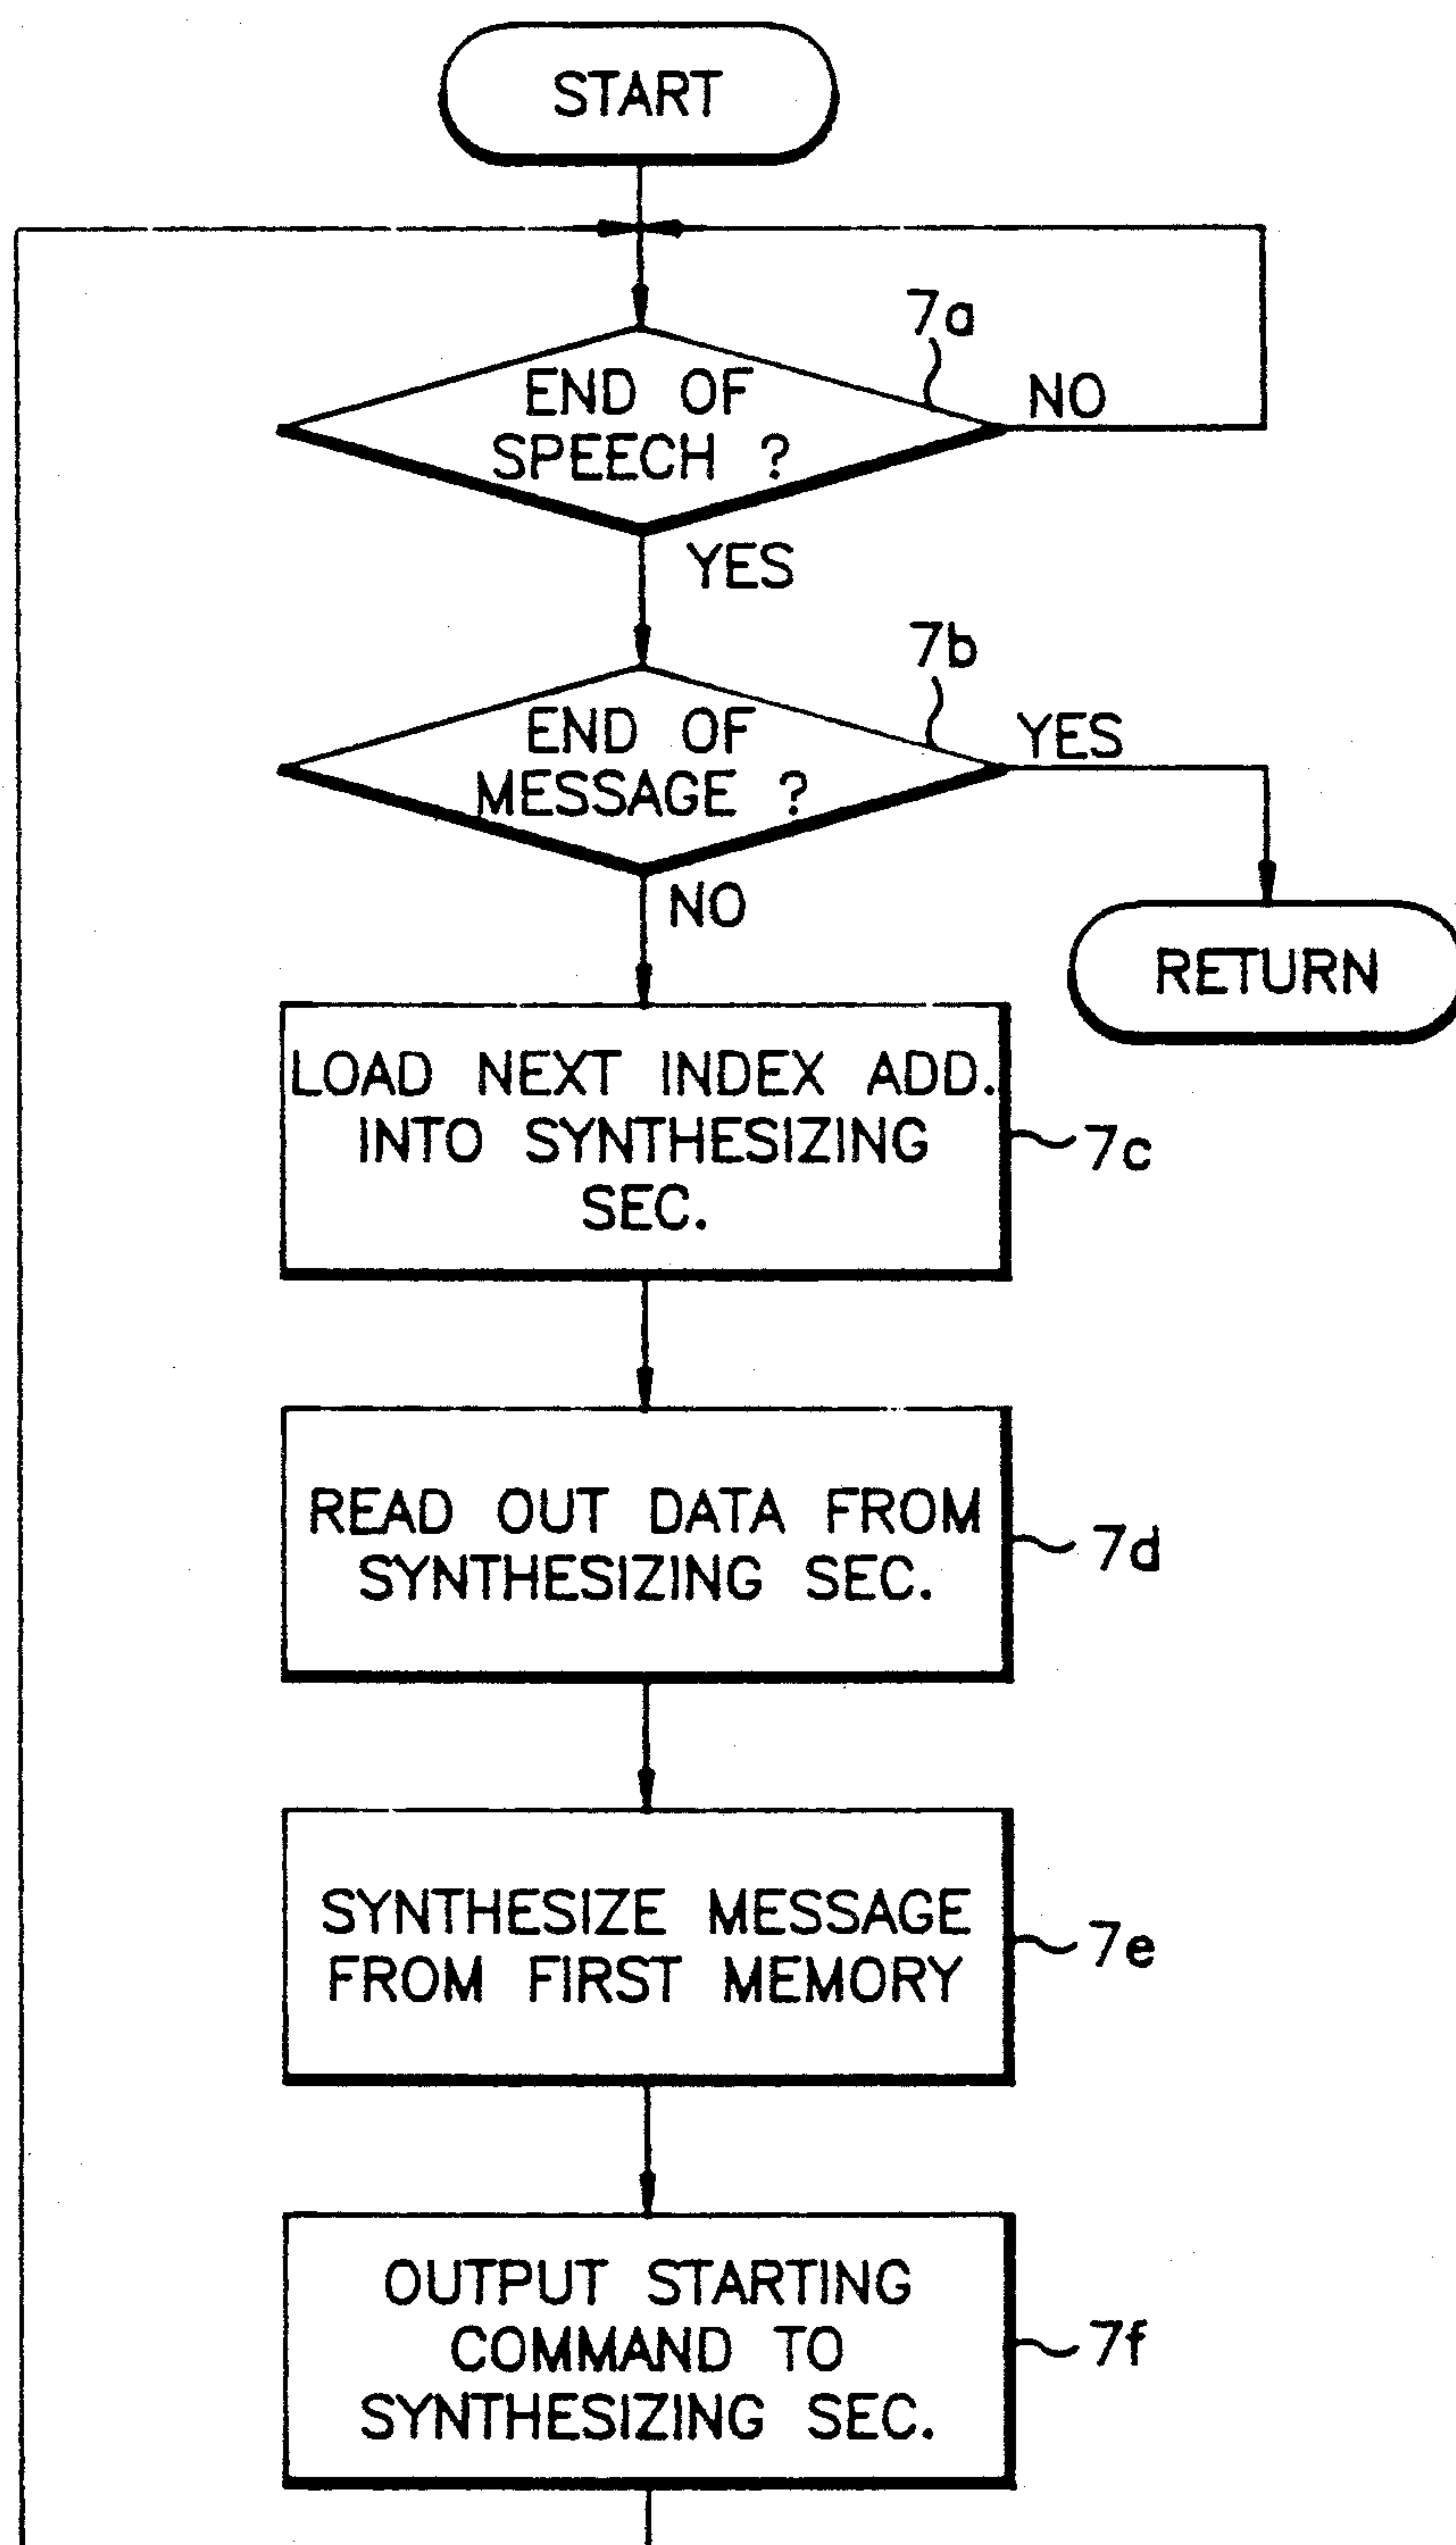 START
7a
END OF
SPEECH ?
NO
YES
7b
END OF
MESSAGE ?
YES
NO
RETURN
LOAD NEXT INDEX ADD.
INTO SYNTHESIZING
SEC.
7c
READ OUT DATA FROM
SYNTHESIZING SEC.
7d
SYNTHESIZE MESSAGE
FROM FIRST MEMORY
7e
OUTPUT STARTING
COMMAND TO
SYNTHESIZING SEC.
7f